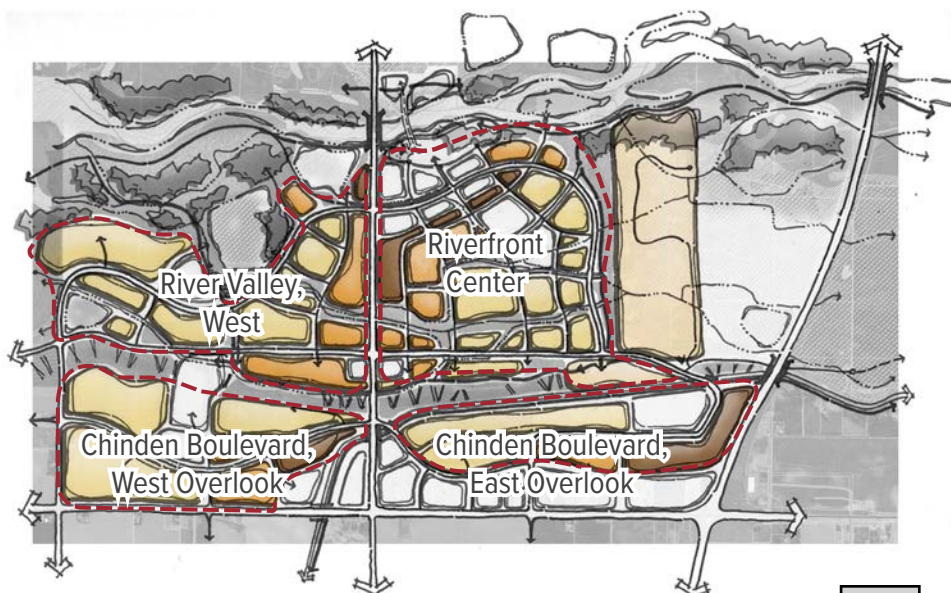 Riverfront
Center
River Valley,
West
Chinden Boulevard,
West Overlook
Chinden Boulevard,
East Overlook